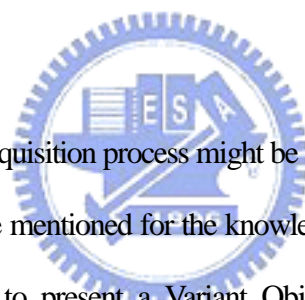 E S
A
quisition process might be
mentioned for the knowle
to present a Variant Obj